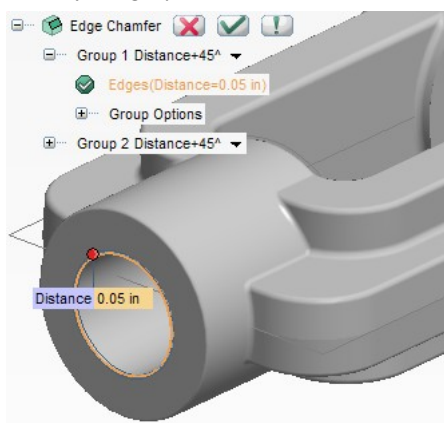 Edge Chamfer
Group 1 Distance+45^
Edges(Distance=0.05 in)
Group Options
Group 2 Distance+45^
Distance 0.05 in